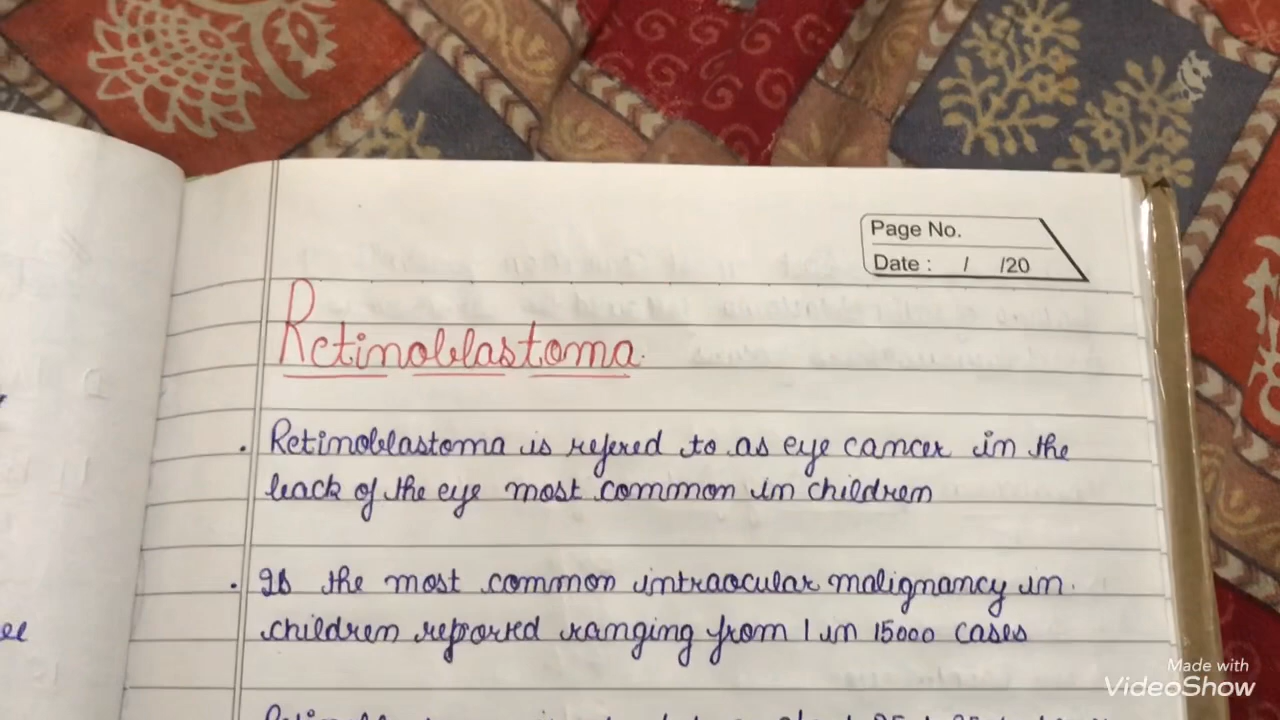 Page No.
Date : / /20
Retinoblastoma
. Retinoblastoma is refered to as eye cancer in the
back of the eye most common in children
. Is the most common intraocular malignancy in
children reported ranging from 1 in 15000 cases
ee
Made with
VideoShow